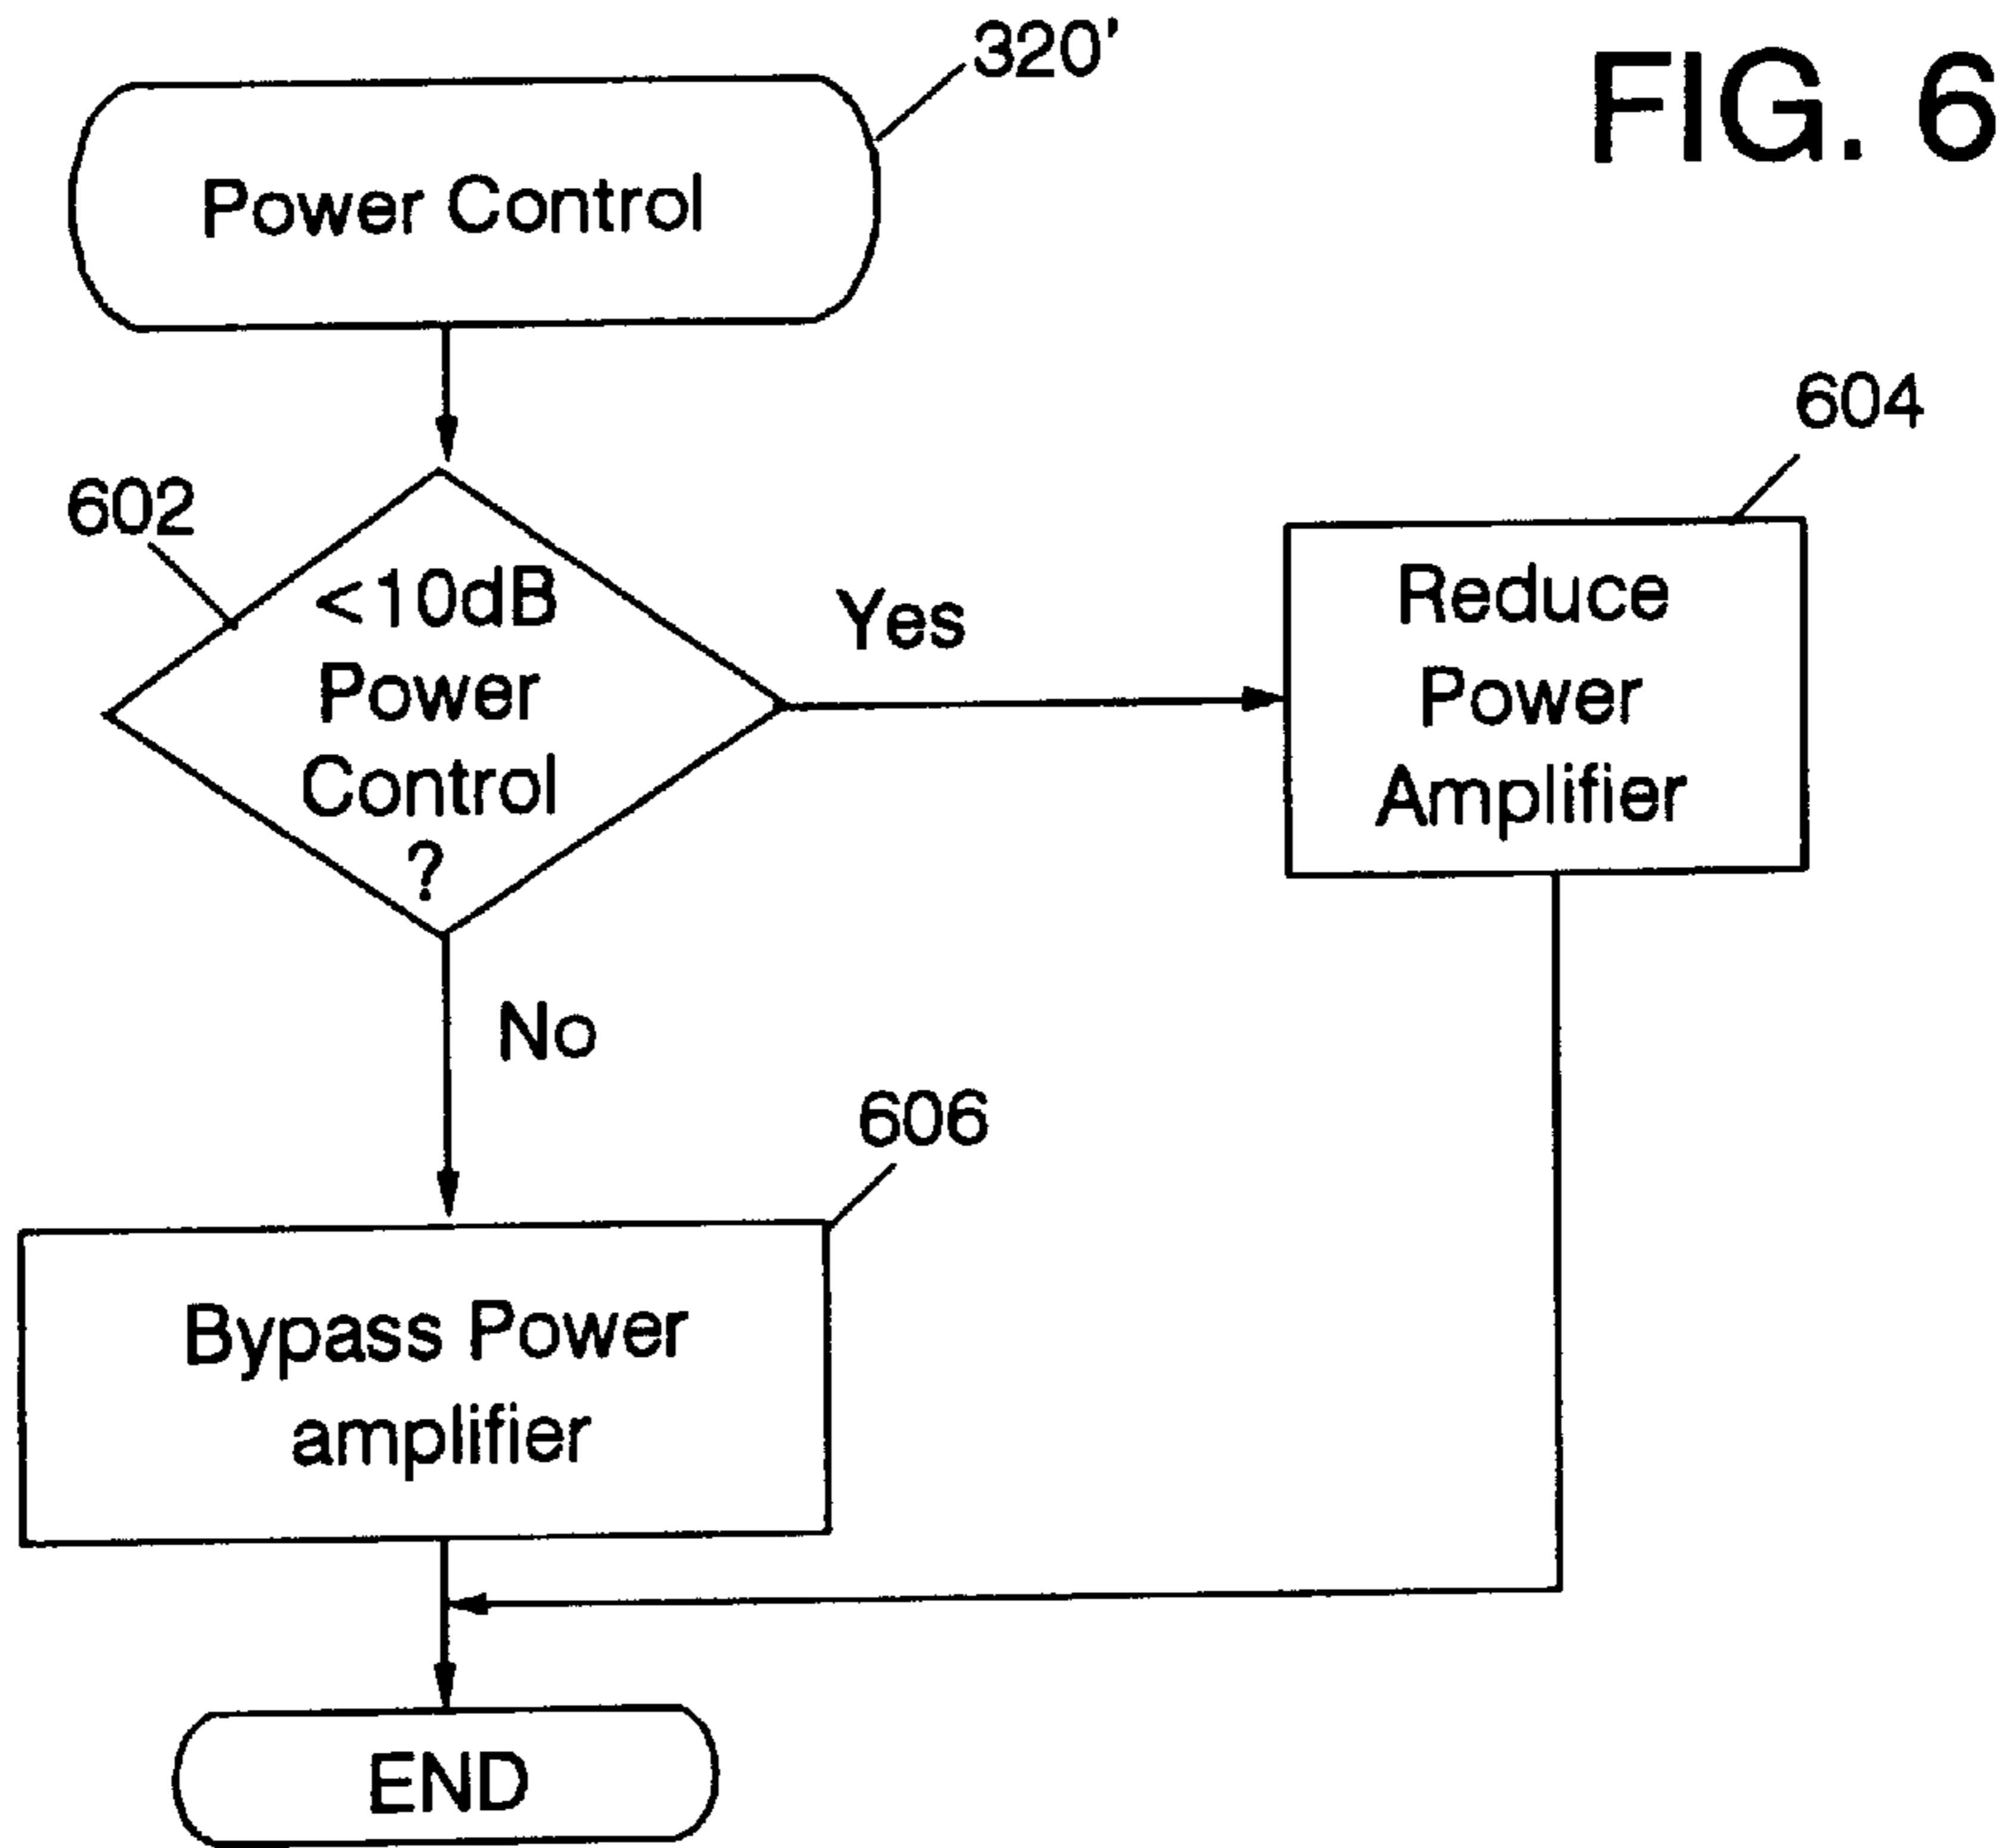 FIG. 6
320'
Power Control
602
<10dB
Power
Control
?
Yes
604
Reduce
Power
Amplifier
No
606
Bypass Power
amplifier
END